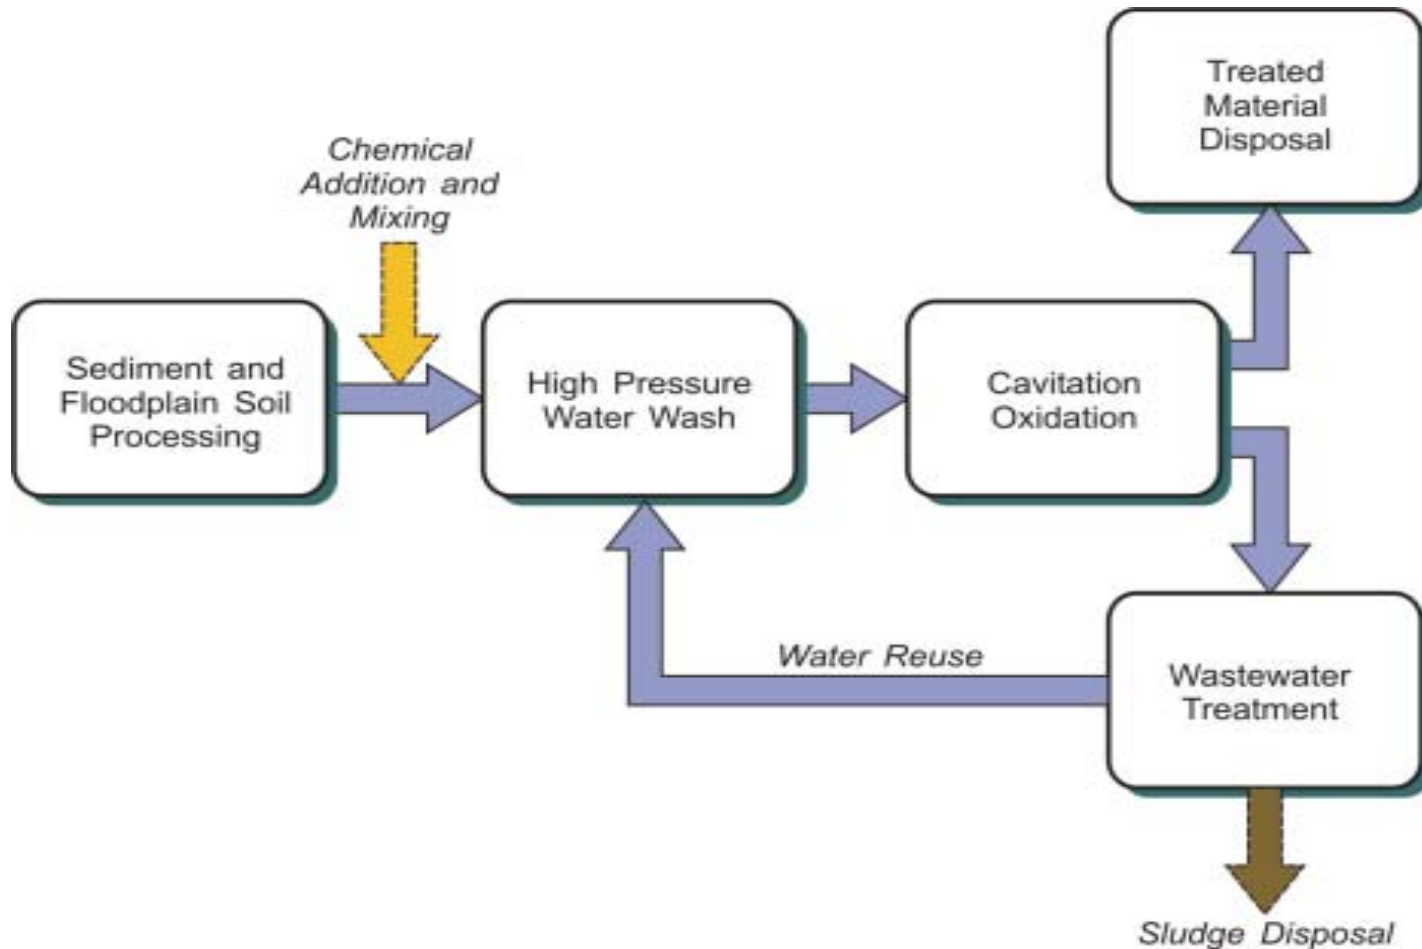 Treated
Material
Disposal
Chemical
Addition and
Mixing
Sediment and
Floodplain Soil
Processing
High Pressure
Water Wash
Cavitation
Oxidation
Water Reuse
Wastewater
Treatment
Sludge Disposal